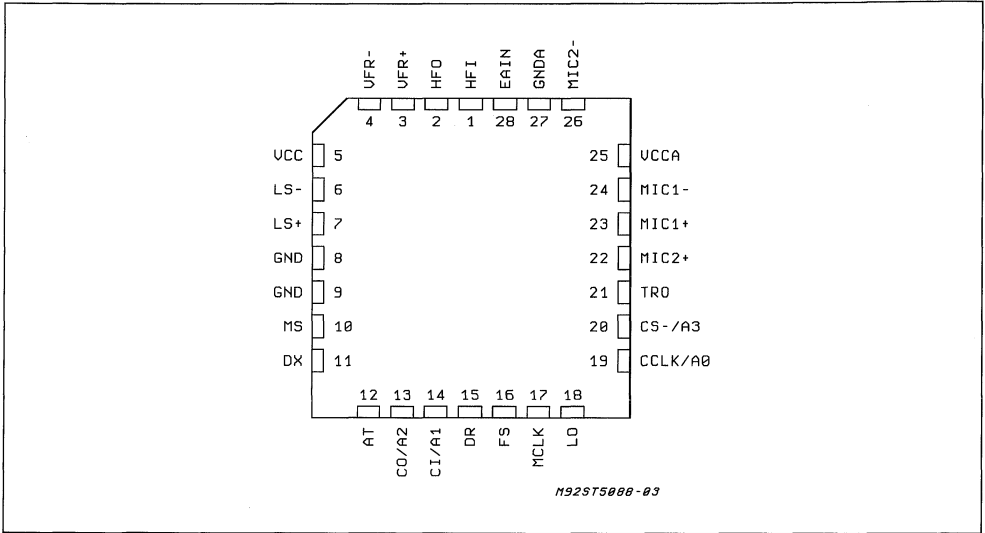 VFR- VFR+ HFO HFI EAIN GNDA MIC2-
4 3 2 1 28 27 26
VCC 5 25 VCCA
LS- 6 24 MIC1-
LS+ 7 23 MIC1+
GND 8 22 MIC2+
GND 9 21 TRO
MS 10 20 CS-/A3
DX 11 19 CCLK/A0
12 13 14 15 16 17 18
AT CO/A2 CI/A1 DR FS MCLK LO
M92ST5088-03